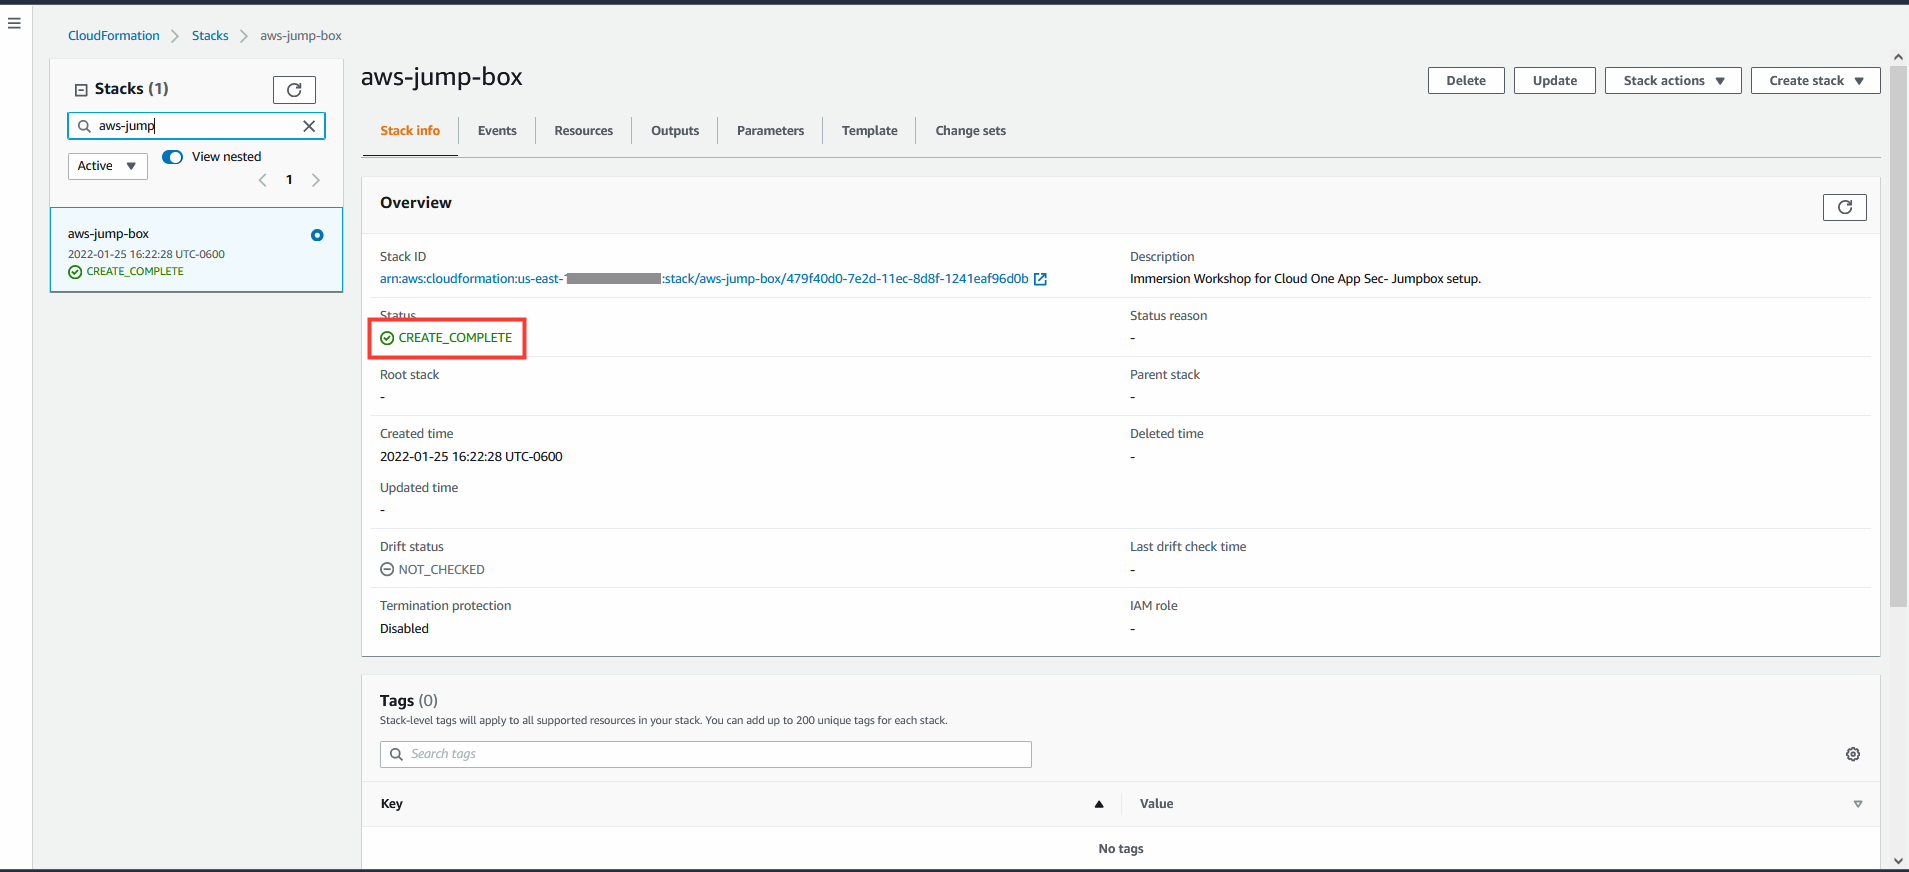 CloudFormation > Stacks > aws-jump-box
Stacks (1)
aws-jump
Active
View nested
1
aws-jump-box
2022-01-25 16:22:28 UTC-0600
CREATE_COMPLETE
aws-jump-box
Delete
Update
Stack actions
Create stack
Stack info
Events
Resources
Outputs
Parameters
Template
Change sets
Overview
Stack ID
arn:aws:cloudformation:us-east-1 :stack/aws-jump-box/479f40d0-7e2d-11ec-8d8f-1241eaf96d0b
Description
Immersion Workshop for Cloud One App Sec- Jumpbox setup.
Status
CREATE_COMPLETE
Status reason
-
Root stack
-
Parent stack
-
Created time
2022-01-25 16:22:28 UTC-0600
Deleted time
-
Updated time
-
Drift status
NOT_CHECKED
Last drift check time
-
Termination protection
Disabled
IAM role
-
Tags (0)
Stack-level tags will apply to all supported resources in your stack. You can add up to 200 unique tags for each stack.
Search tags
Key
Value
No tags